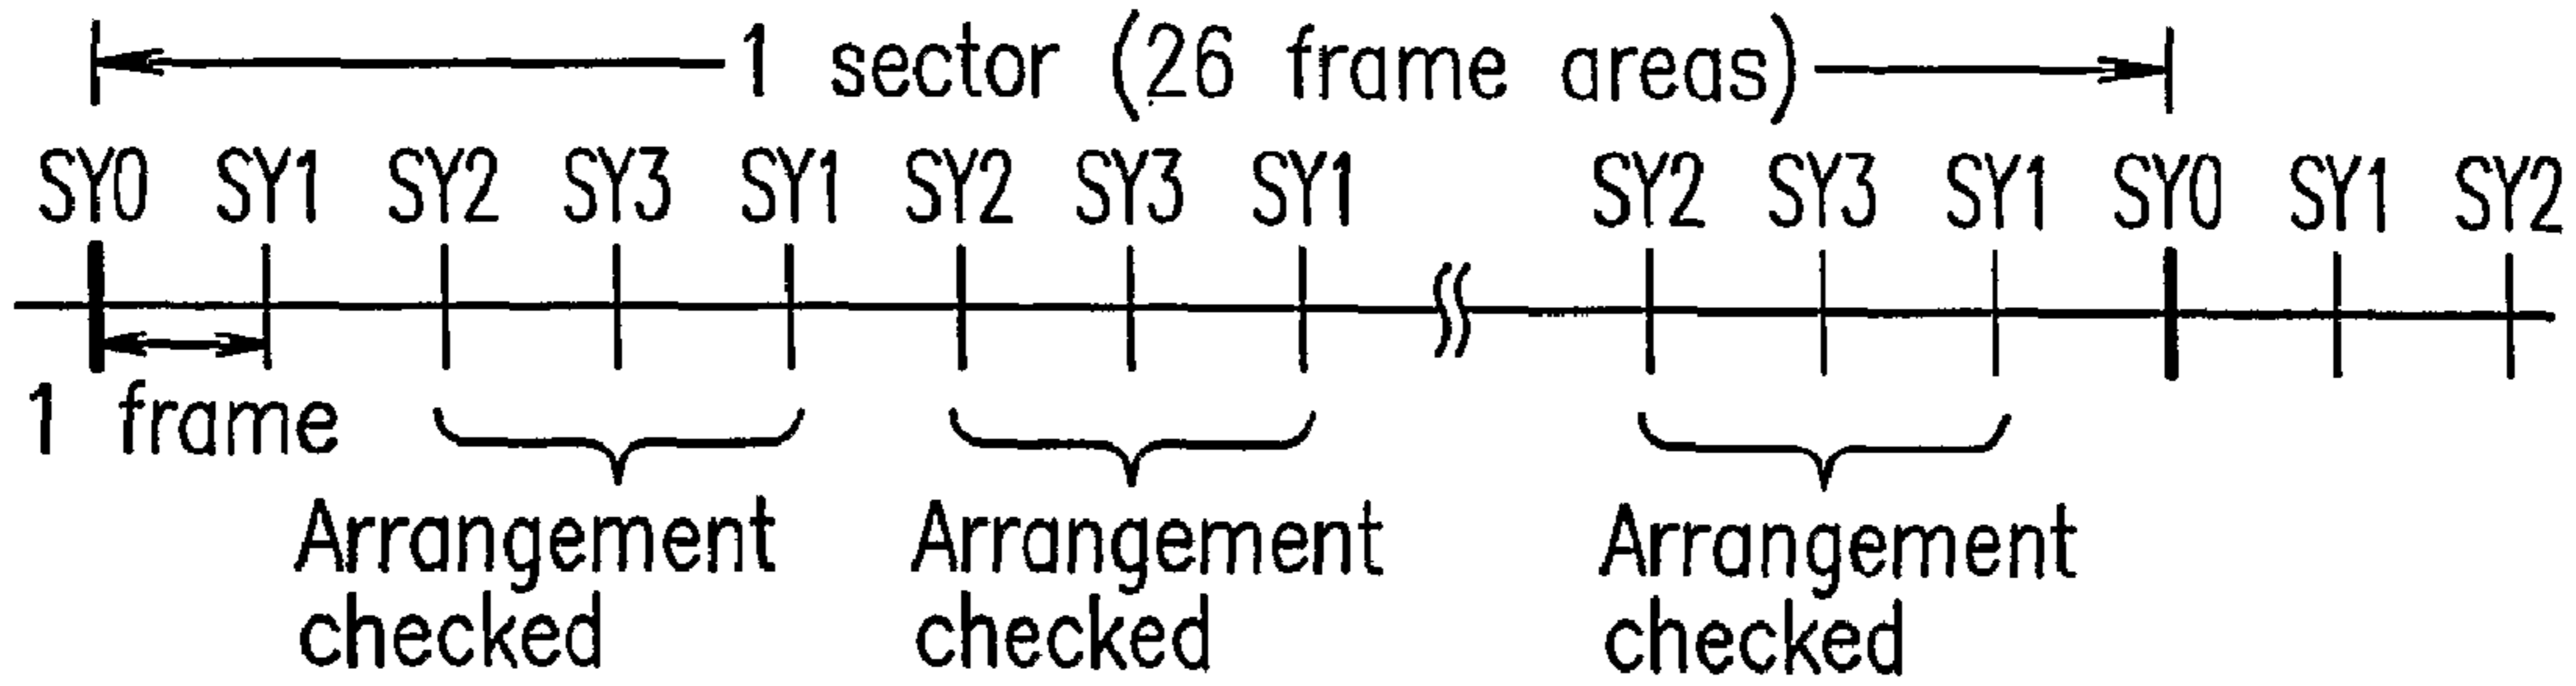 1 sector (26 frame areas)
SY0 SY1 SY2 SY3 SY1 SY2 SY3 SY1 SY2 SY3 SY1 SY0 SY1 SY2
1 frame
Arrangement checked
Arrangement checked
Arrangement checked